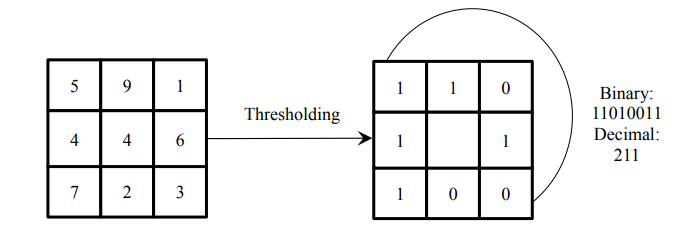 5 9 1
4 4 6
7 2 3
Thresholding
1 1 0
1 1
1 0 0
Binary:
11010011
Decimal:
211